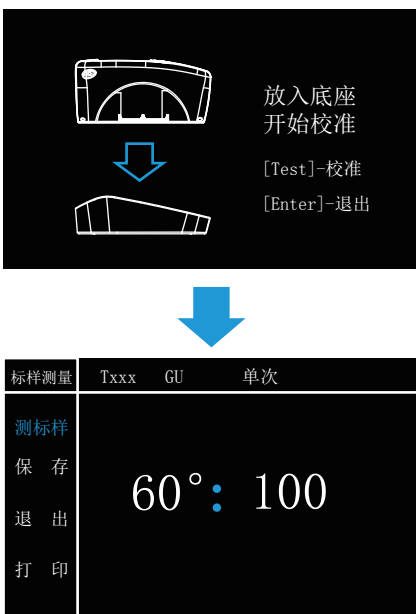 放入底座
开始校准
[Test]-校准
[Enter]-退出
标样测量 Txxx GU 单次
测标样
保 存
60°: 100
退 出
打 印